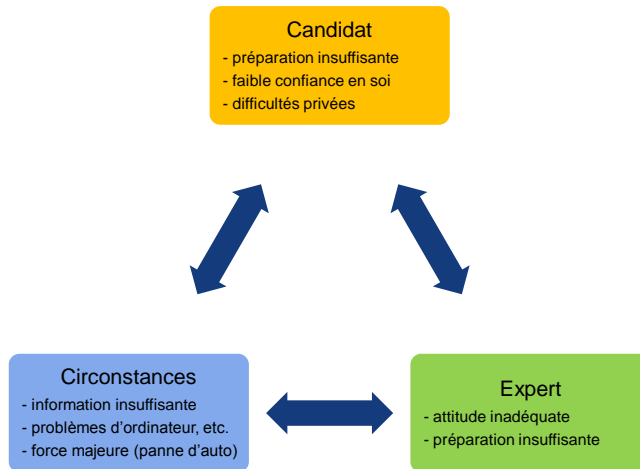 Candidat
- préparation insuffisante
- faible confiance en soi
- difficultés privées
Circonstances
- information insuffisante
- problèmes d'ordinateur, etc.
- force majeure (panne d'auto)
Expert
- attitude inadéquate
- préparation insuffisante